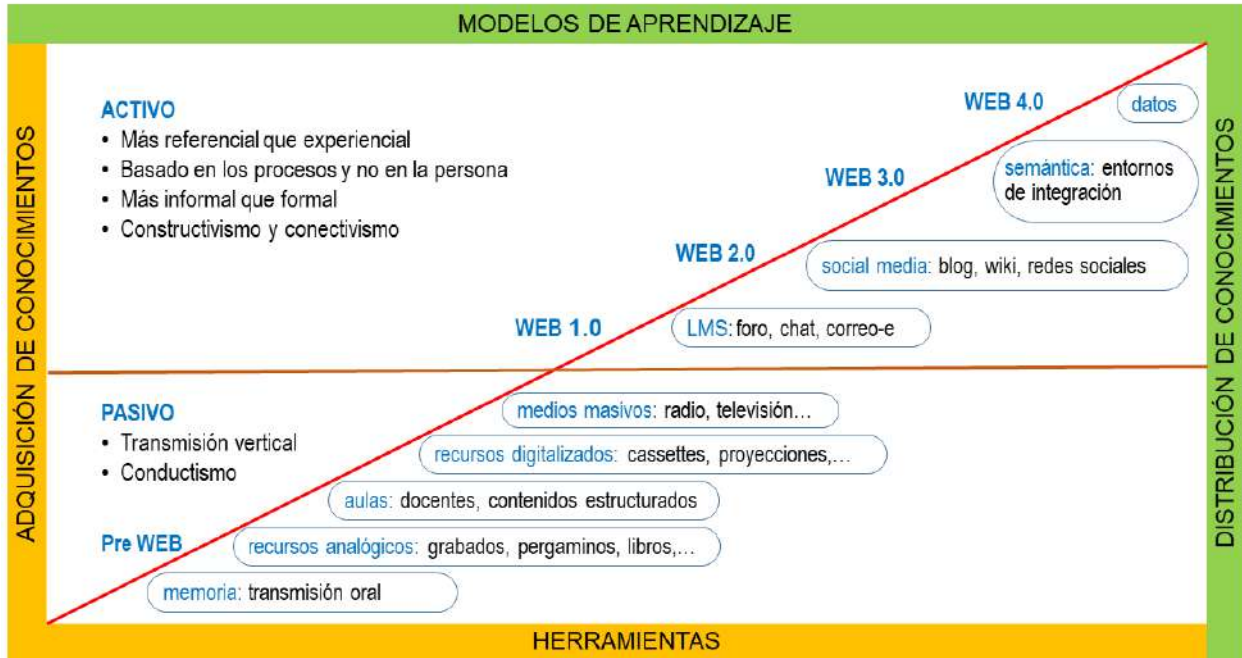 MODELOS DE APRENDIZAJE
ADQUISICIÓN DE CONOCIMIENTOS
ACTIVO
• Más referencial que experiencial
• Basado en los procesos y no en la persona
• Más informal que formal
• Constructivismo y conectivismo
WEB 4.0
datos
WEB 3.0
semántica: entornos
de integración
WEB 2.0
social media: blog, wiki, redes sociales
WEB 1.0
LMS: foro, chat, correo-e
PASIVO
• Transmisión vertical
• Conductismo
medios masivos: radio, televisión…
recursos digitalizados: cassettes, proyecciones,…
aulas: docentes, contenidos estructurados
Pre WEB
recursos analógicos: grabados, pergaminos, libros,…
memoria: transmisión oral
DISTRIBUCIÓN DE CONOCIMIENTOS
HERRAMIENTAS